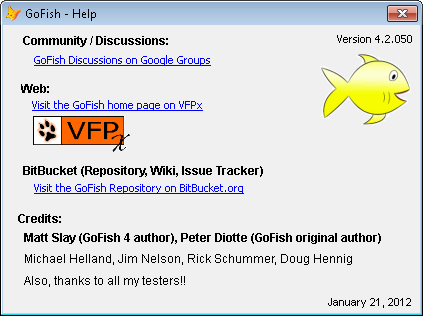 GoFish - Help
Community / Discussions:
Version 4.2.050
GoFish Discussions on Google Groups
Web:
Visit the GoFish home page on VFPx
VFP x
BitBucket (Repository, Wiki, Issue Tracker)
Visit the GoFish Repository on BitBucket.org
Credits:
Matt Slay (GoFish 4 author), Peter Diotte (GoFish original author)
Michael Helland, Jim Nelson, Rick Schummer, Doug Hennig
Also, thanks to all my testers!!
January 21, 2012